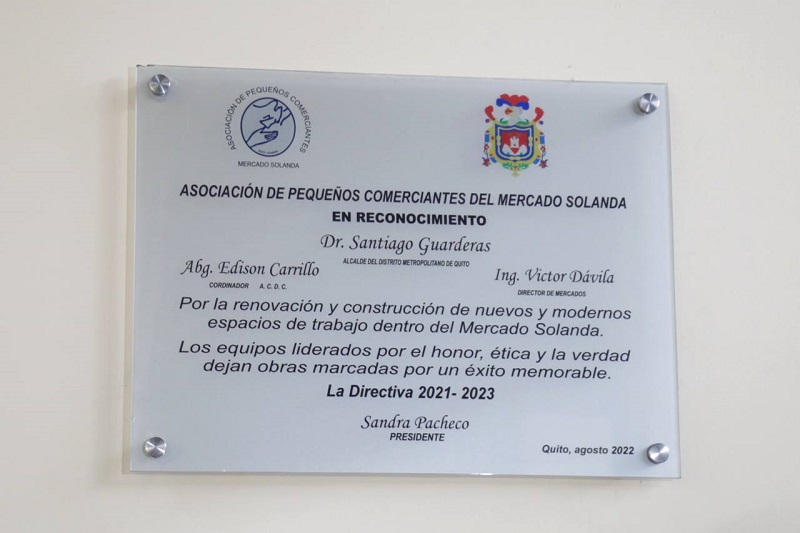 ASOCIACIÓN DE PEQUEÑOS COMERCIANTES
MERCADO SOLANDA
ASOCIACIÓN DE PEQUEÑOS COMERCIANTES DEL MERCADO SOLANDA
EN RECONOCIMIENTO
Dr. Santiago Guarderas
ALCALDE DEL DISTRITO METROPOLITANO DE QUITO
Abg. Edison Carrillo
CORDINADOR A. C. D. C.
Ing. Victor Dávila
DIRECTOR DE MERCADOS
Por la renovación y construcción de nuevos y modernos
espacios de trabajo dentro del Mercado Solanda.
Los equipos liderados por el honor, ética y la verdad
dejan obras marcadas por un éxito memorable.
La Directiva 2021- 2023
Sandra Pacheco
PRESIDENTE
Quito, agosto 2022